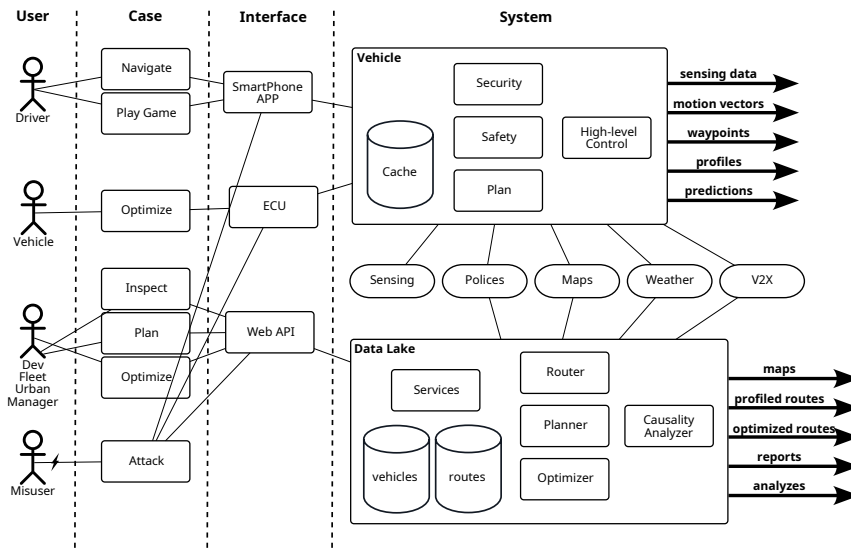 User
Case
Interface
System
Driver
Navigate
Play Game
SmartPhone
APP
Vehicle
Security
Safety
Plan
Cache
High-level
Control
sensing data
motion vectors
waypoints
profiles
predictions
Vehicle
Optimize
ECU
Sensing
Polices
Maps
Weather
V2X
Dev
Fleet
Urban
Manager
Inspect
Plan
Optimize
Web API
Data Lake
Services
Router
Planner
Optimizer
Causality
Analyzer
vehicles
routes
maps
profiled routes
optimized routes
reports
analyzes
Misuser
Attack